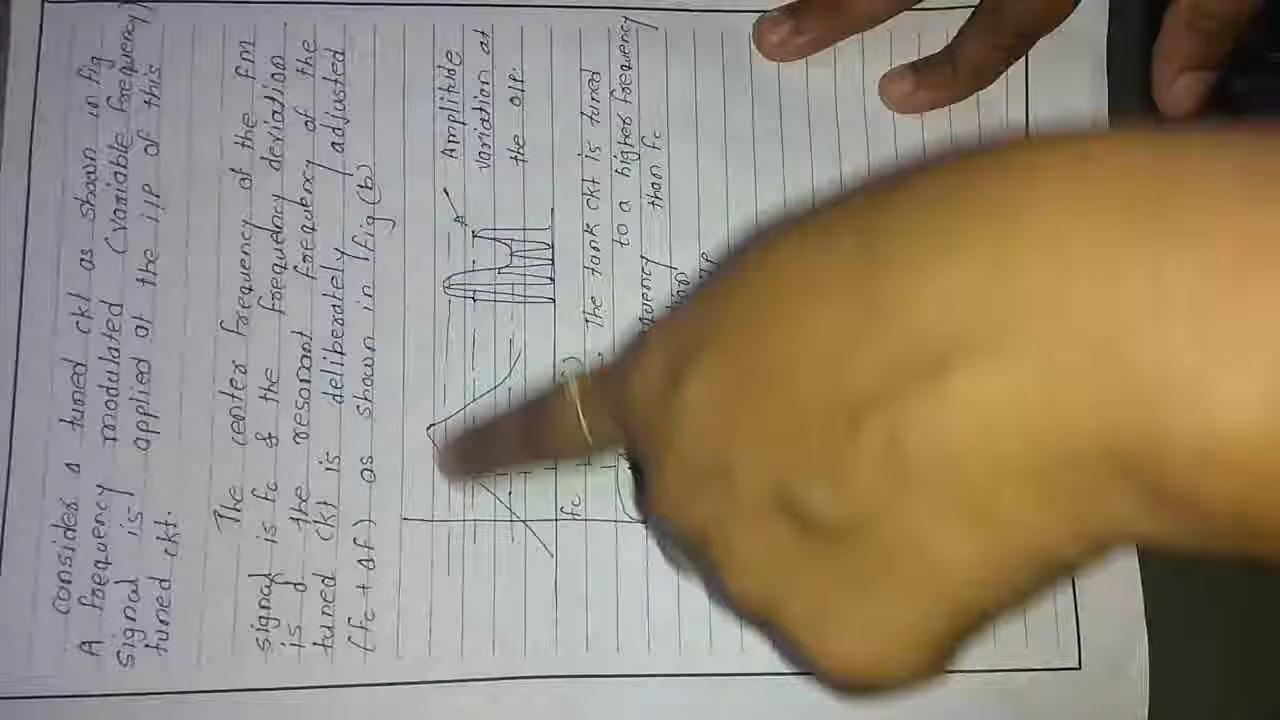 consider a tuned ckt as shown in fig
A frequency modulated (variable frequency)
signal is applied at the i/p of this
tuned ckt.
The center frequency of the FM
signal is fc & the frequency deviation
is the resonant frequency of the
tuned ckt is deliberately adjusted
(fc + Δf) as shown in fig (b)
Amplitude
variation at
the o/p.
A
fc
The tank ckt is tuned
to a higher frequency
than fc